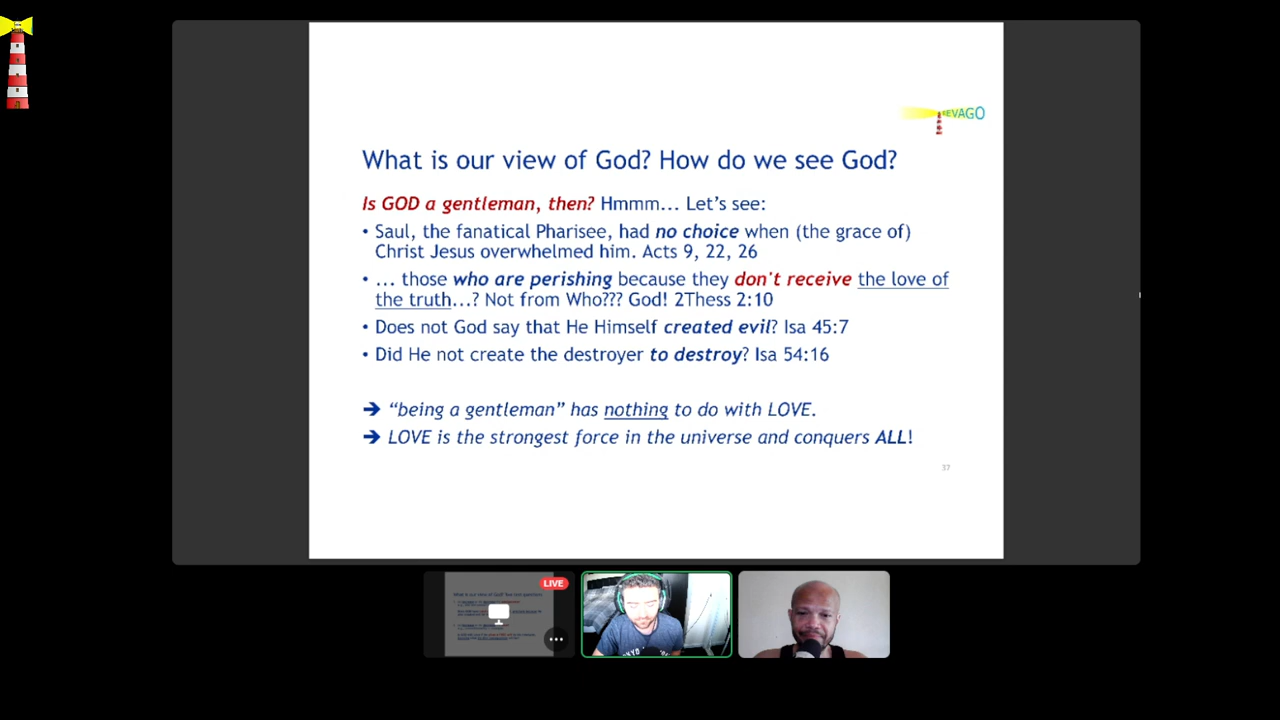 TEVAGO
What is our view of God? How do we see God?
Is GOD a gentleman, then? Hmmm... Let's see:
• Saul, the fanatical Pharisee, had no choice when (the grace of)
Christ Jesus overwhelmed him. Acts 9, 22, 26
• ... those who are perishing because they don't receive the love of
the truth...? Not from Who??? God! 2Thess 2:10
• Does not God say that He Himself created evil? Isa 45:7
• Did He not create the destroyer to destroy? Isa 54:16
➔ “being a gentleman” has nothing to do with LOVE.
➔ LOVE is the strongest force in the universe and conquers ALL!
37
LIVE